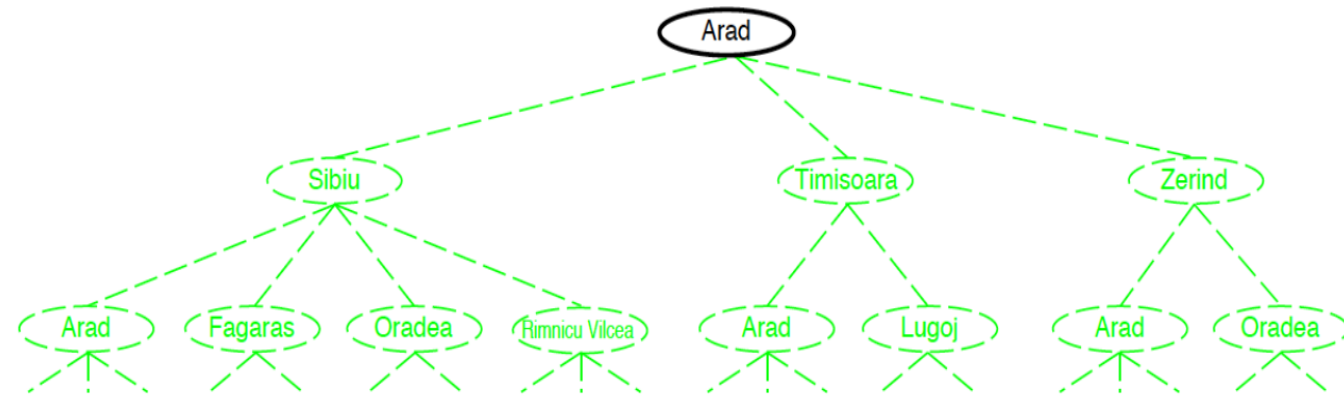 Arad
Sibiu
Timisoara
Zerind
Arad
Fagaras
Oradea
Rimnicu Vilcea
Arad
Lugoj
Arad
Oradea